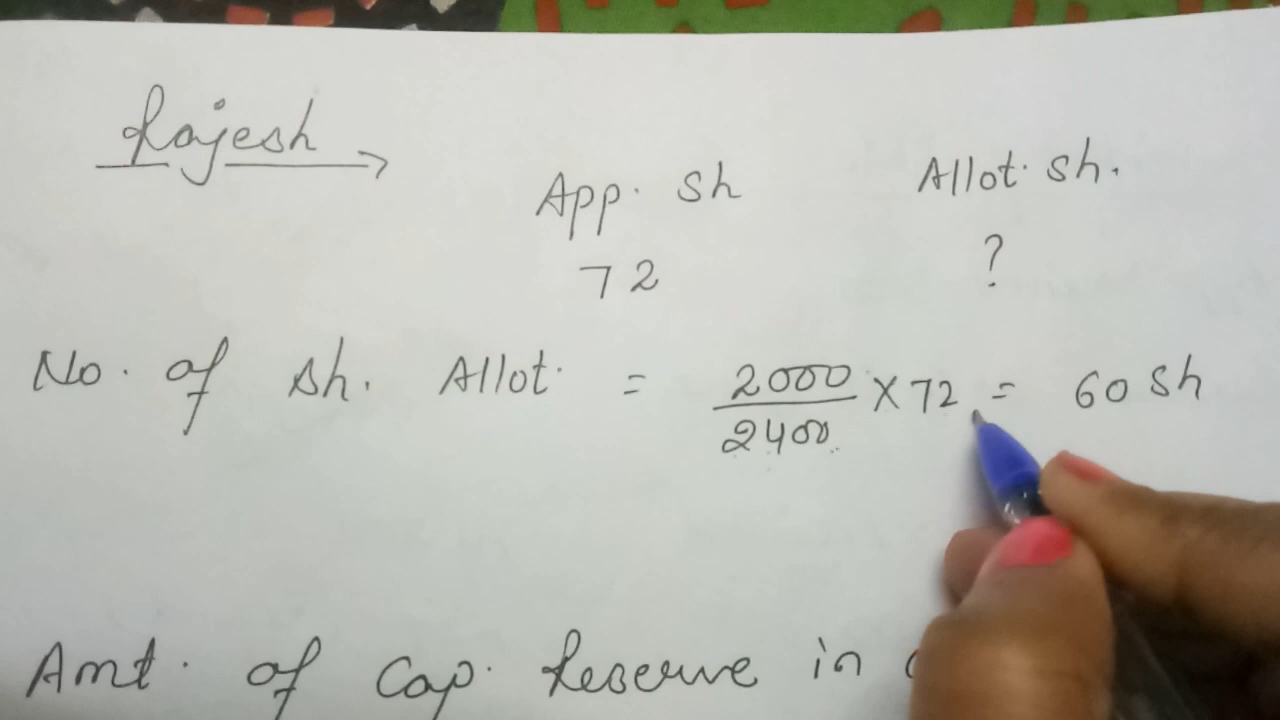 Rajesh
App. Sh Allot. Sh.
72 ?
No. of Sh. Allot. = 2000/2400 X 72 = 60 Sh
Amt. of Cap. Reserve in